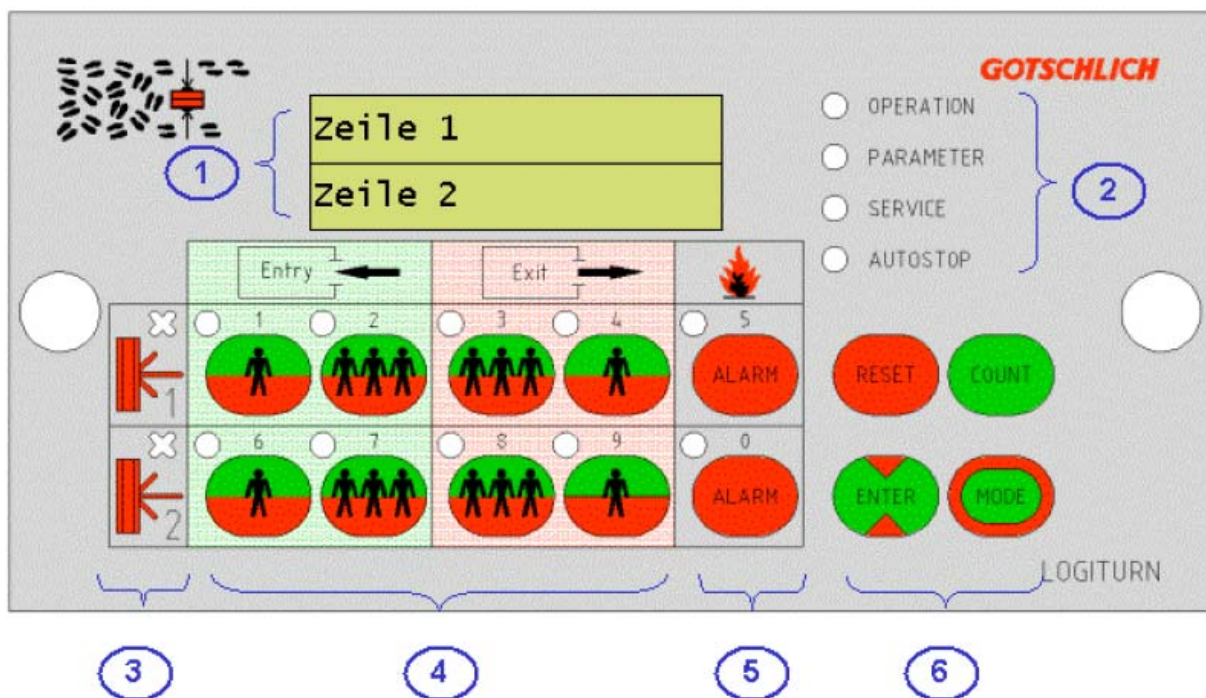 GOTSCHLICH
Zeile 1
Zeile 2
1
OPERATION
PARAMETER
SERVICE
AUTOSTOP
2
Entry
Exit
1 2 3 4 5
1
ALARM
RESET
COUNT
6 7 8 9 0
2
ALARM
ENTER
MODE
LOGITURN
3
4
5
6